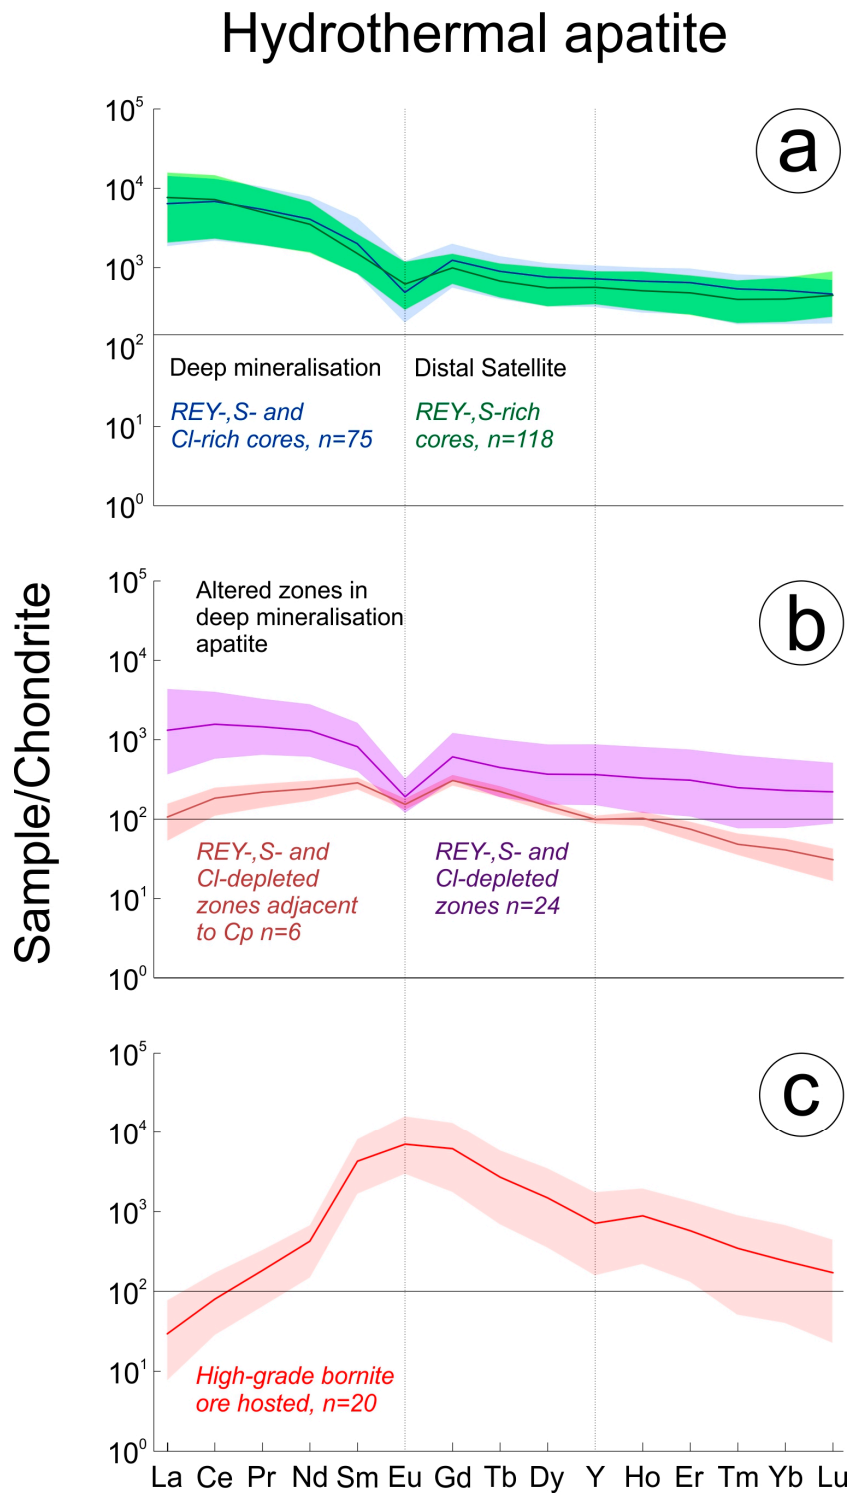 Hydrothermal apatite
Sample/Chondrite
a
10⁵
10⁴
10³
10²
10¹
10⁰
Deep mineralisation
REY-,S- and
Cl-rich cores, n=75
Distal Satellite
REY-,S-rich
cores, n=118
b
10⁵
10⁴
10³
10²
10¹
10⁰
Altered zones in
deep mineralisation
apatite
REY-,S- and
Cl-depleted
zones adjacent
to Cp n=6
REY-,S- and
Cl-depleted
zones n=24
c
10⁵
10⁴
10³
10²
10¹
10⁰
High-grade bornite
ore hosted, n=20
La Ce Pr Nd Sm Eu Gd Tb Dy Y Ho Er Tm Yb Lu